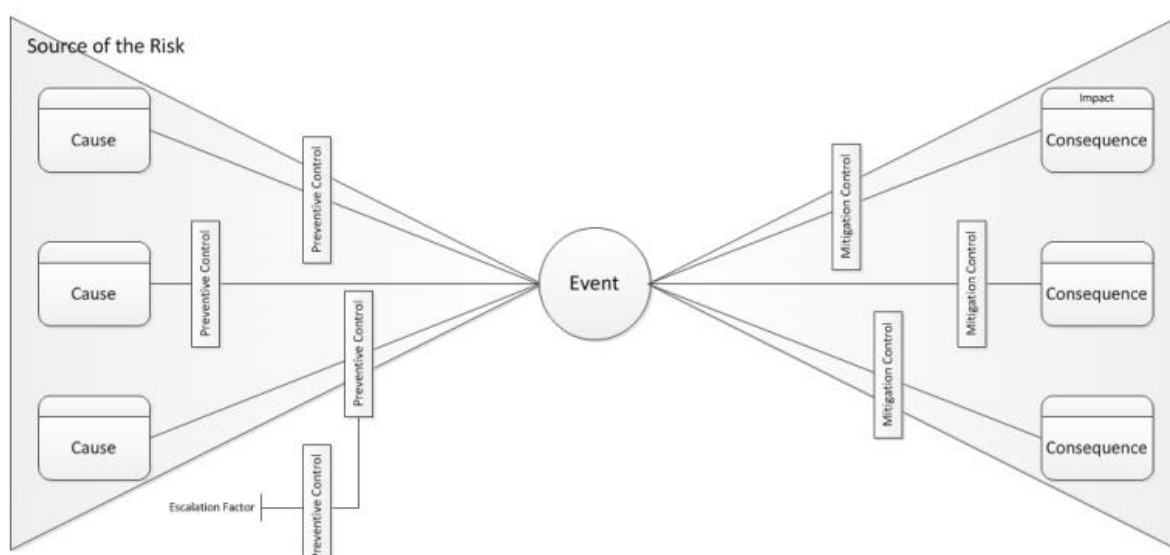 Source of the Risk
Cause
Preventive Control
Cause
Preventive Control
Cause
Preventive Control
Escalation Factor
Preventive Control
Event
Mitigation Control
Mitigation Control
Mitigation Control
Impact
Consequence
Consequence
Consequence